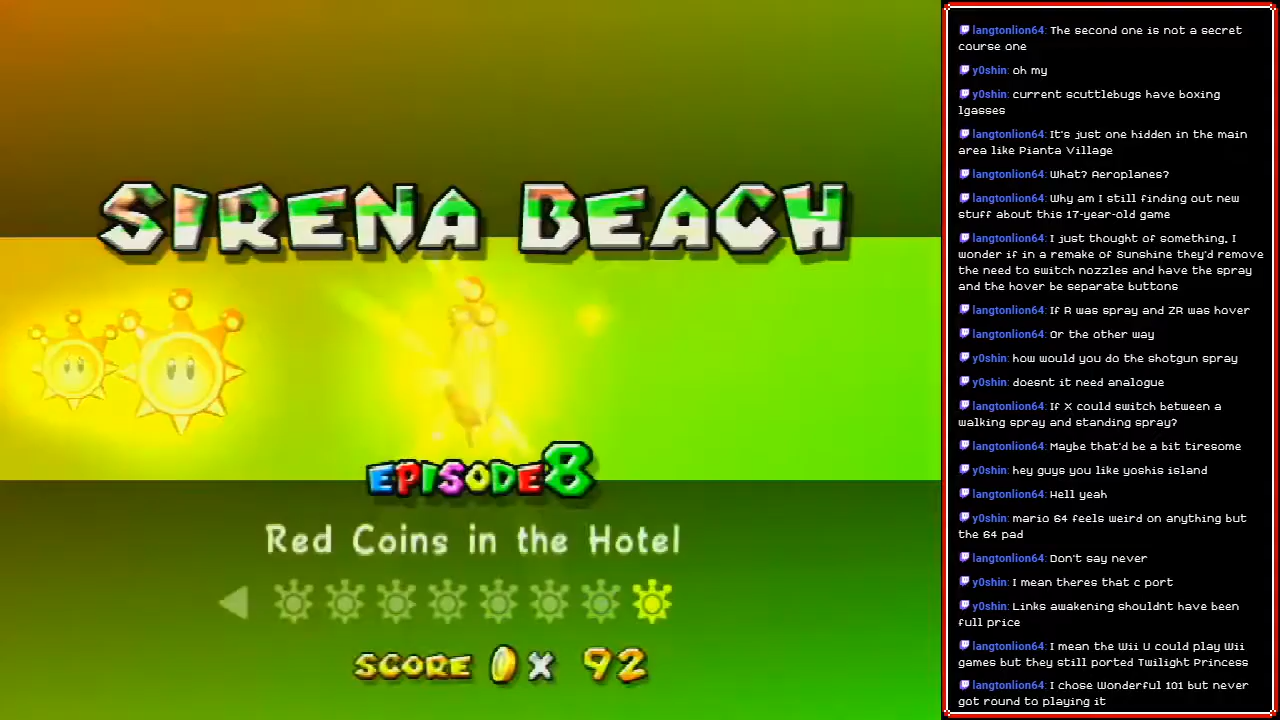 SIRENA BEACH
EPISODE8
Red Coins in the Hotel
SCORE 0 x 92
langtonlion64: The second one is not a secret
course one
y0shin: oh my
y0shin: current scuttlebugs have boxing
lgasses
langtonlion64: It's just one hidden in the main
area like Pianta Village
langtonlion64: What? Aeroplanes?
langtonlion64: Why am I still finding out new
stuff about this 17-year-old game
langtonlion64: I just thought of something, I
wonder if in a remake of Sunshine they'd remove
the need to switch nozzles and have the spray
and the hover be separate buttons
langtonlion64: If R was spray and ZR was hover
langtonlion64: Or the other way
y0shin: how would you do the shotgun spray
y0shin: doesnt it need analogue
langtonlion64: If X could switch between a
walking spray and standing spray?
langtonlion64: Maybe that'd be a bit tiresome
y0shin: hey guys you like yoshis island
langtonlion64: Hell yeah
y0shin: mario 64 feels weird on anything but
the 64 pad
langtonlion64: Don't say never
y0shin: I mean theres that c port
y0shin: Links awakening shouldnt have been
full price
langtonlion64: I mean the Wii U could play Wii
games but they still ported Twilight Princess
langtonlion64: I chose Wonderful 101 but never
got round to playing it